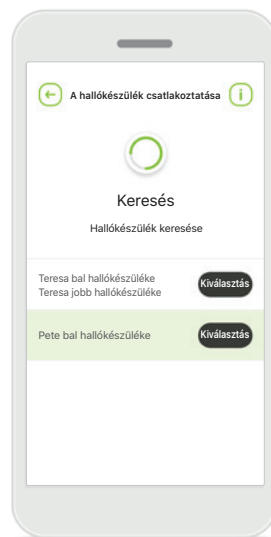 A hallókészülék csatlakoztatása
Keresés
Hallókészülék keresése
Teresa bal hallókészüléke
Teresa jobb hallókészüléke
Kiválasztás
Pete bal hallókészüléke
Kiválasztás